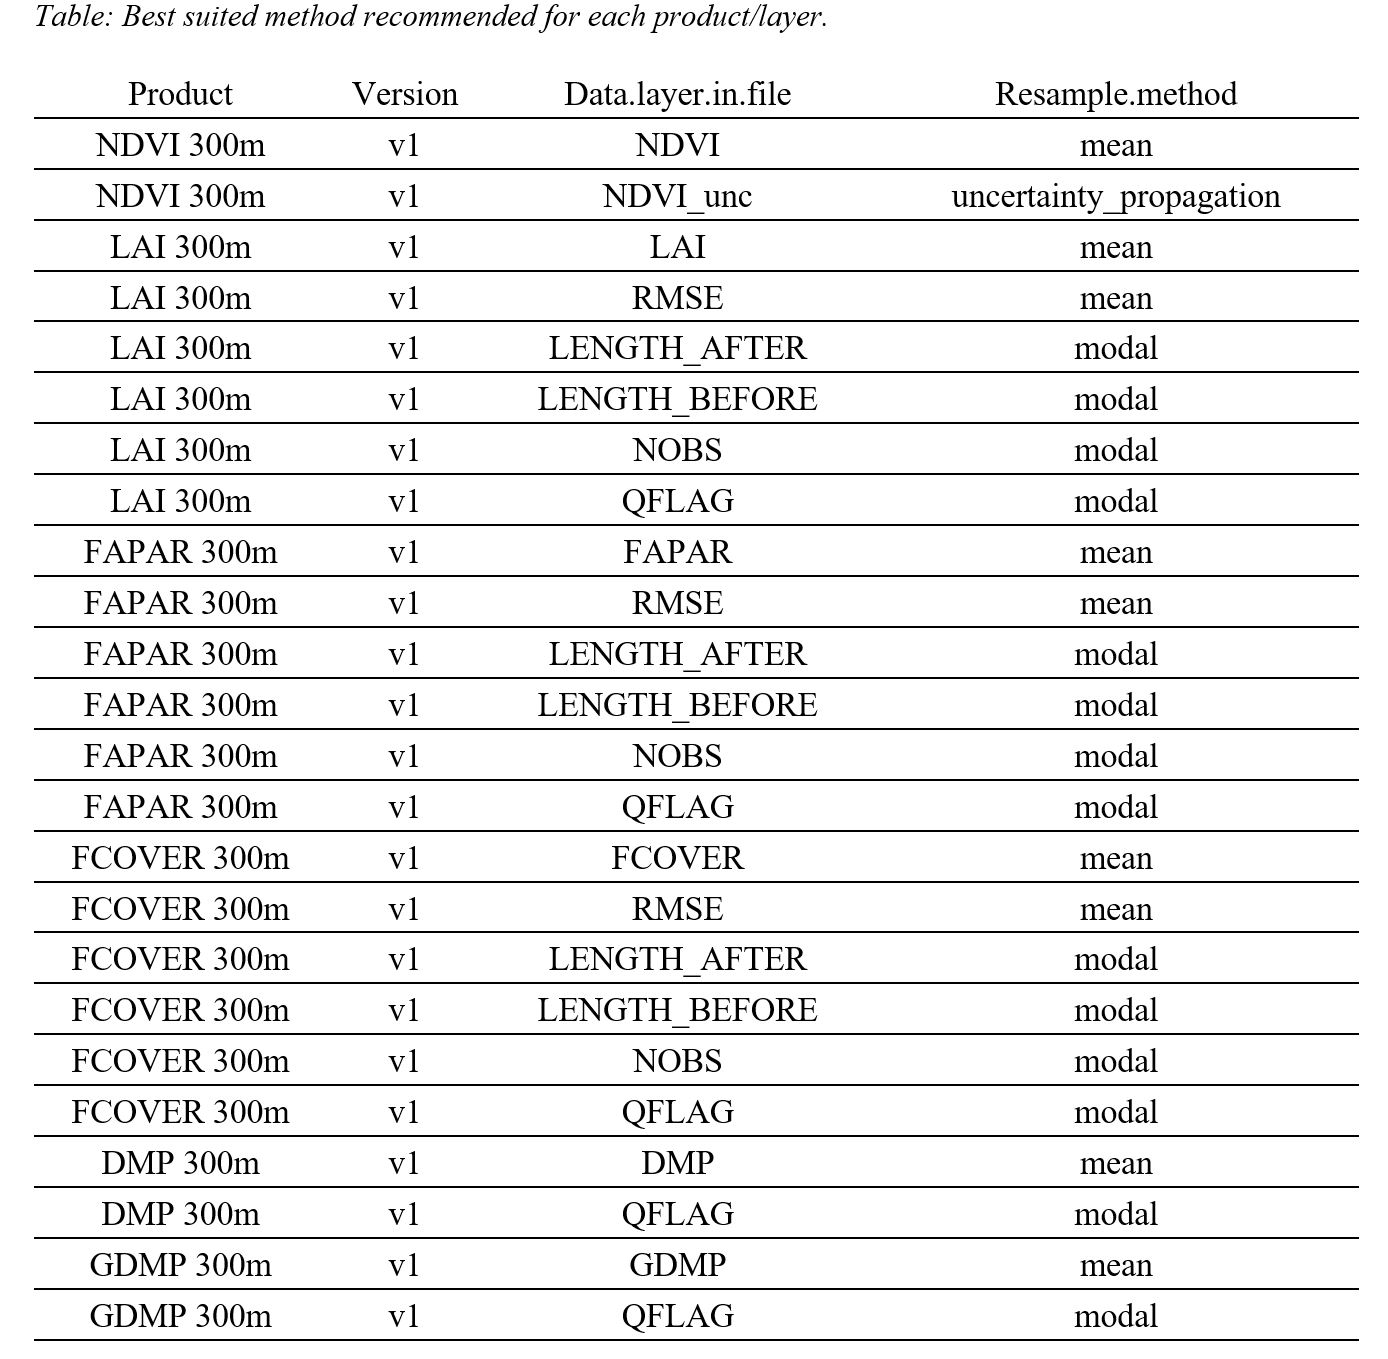 Table: Best suited method recommended for each product/layer.
Product Version Data.layer.in.file Resample.method
NDVI 300m v1 NDVI mean
NDVI 300m v1 NDVI_unc uncertainty_propagation
LAI 300m v1 LAI mean
LAI 300m v1 RMSE mean
LAI 300m v1 LENGTH_AFTER modal
LAI 300m v1 LENGTH_BEFORE modal
LAI 300m v1 NOBS modal
LAI 300m v1 QFLAG modal
FAPAR 300m v1 FAPAR mean
FAPAR 300m v1 RMSE mean
FAPAR 300m v1 LENGTH_AFTER modal
FAPAR 300m v1 LENGTH_BEFORE modal
FAPAR 300m v1 NOBS modal
FAPAR 300m v1 QFLAG modal
FCOVER 300m v1 FCOVER mean
FCOVER 300m v1 RMSE mean
FCOVER 300m v1 LENGTH_AFTER modal
FCOVER 300m v1 LENGTH_BEFORE modal
FCOVER 300m v1 NOBS modal
FCOVER 300m v1 QFLAG modal
DMP 300m v1 DMP mean
DMP 300m v1 QFLAG modal
GDMP 300m v1 GDMP mean
GDMP 300m v1 QFLAG modal